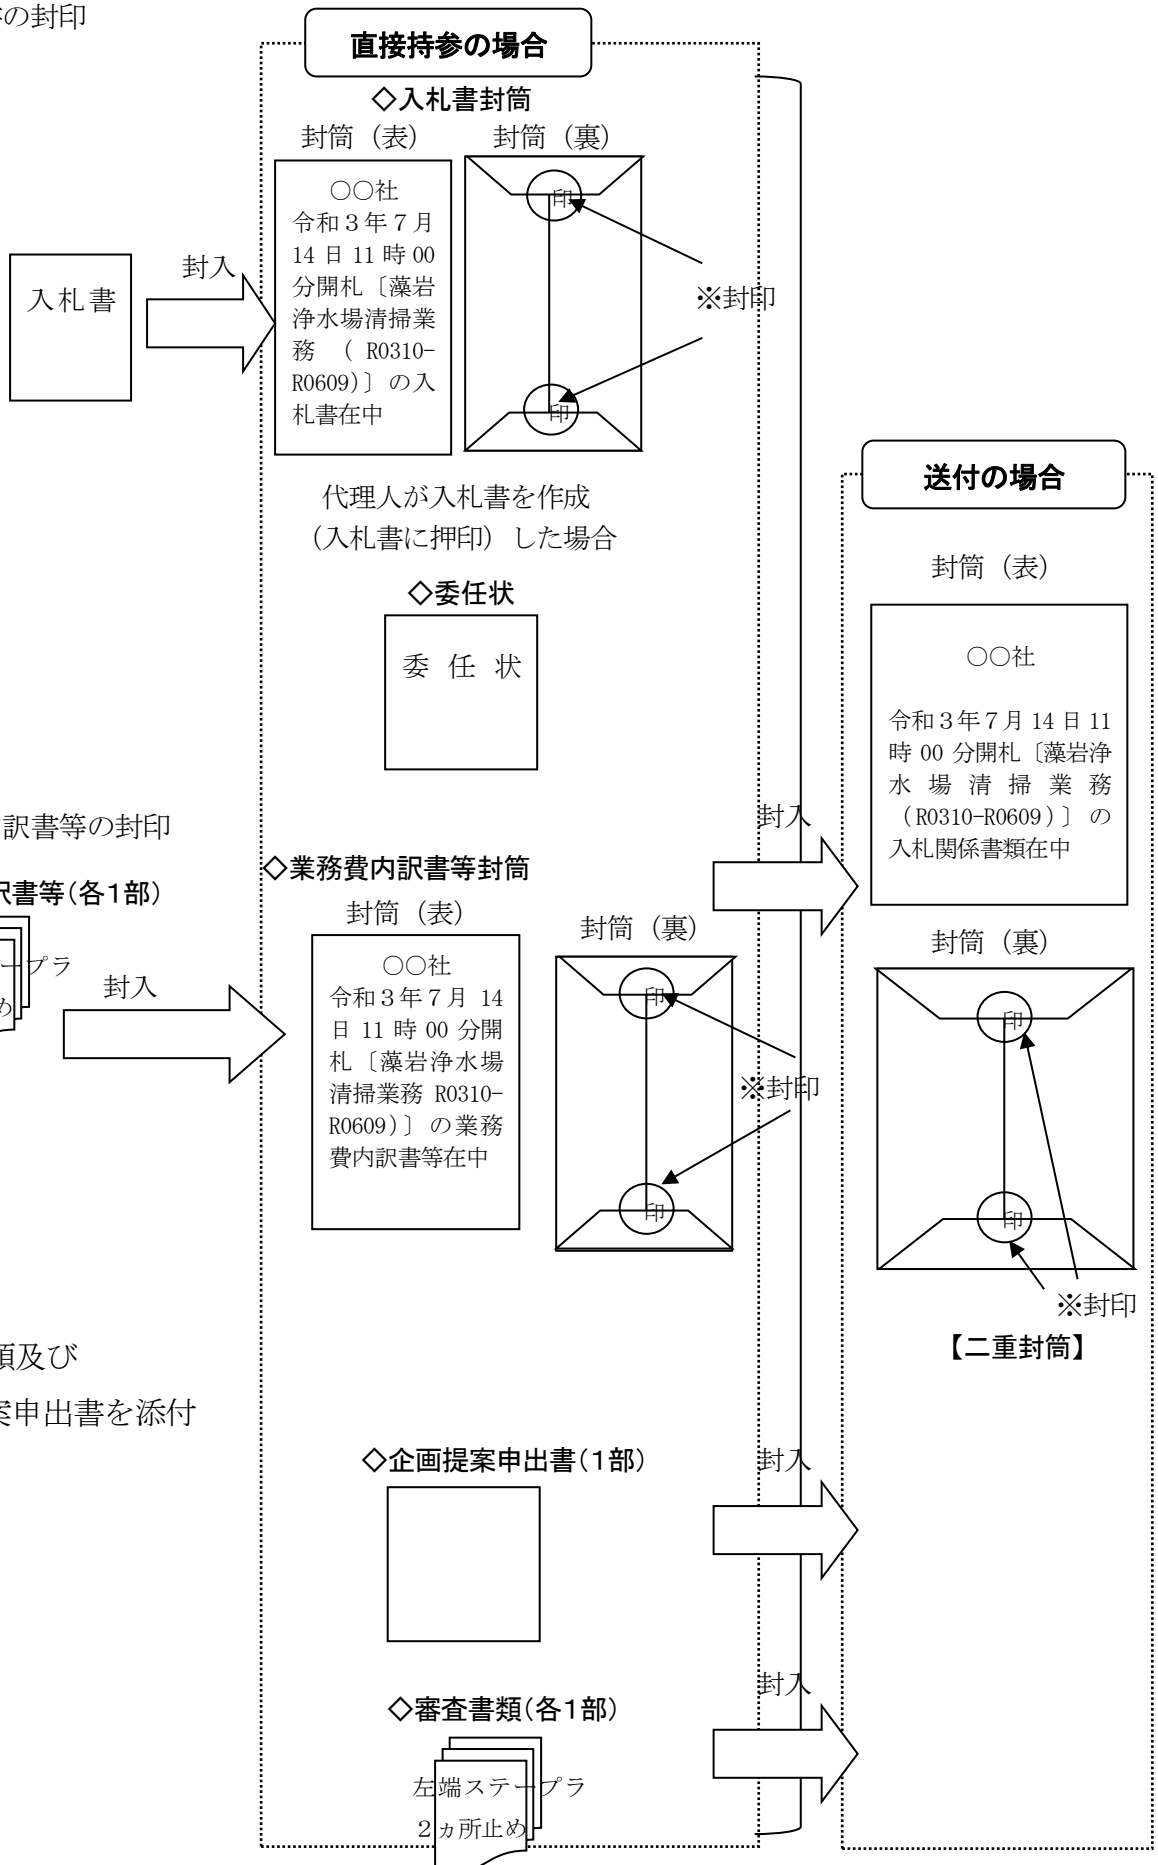 の封印
直接持参の場合
◇入札書封筒
封筒（表）
封筒（裏）
〇〇社
令和３年７月
14 日 11 時 00
分開札〔藻岩
浄水場清掃業
務（ R0310-
R0609)〕の入
札書在中
印
印
※封印
入札書
封入
代理人が入札書を作成
（入札書に押印）した場合
◇委任状
委 任 状
送付の場合
封筒（表）
〇〇社
令和３年７月 14 日 11
時 00 分開札〔藻岩浄
水場清掃業務
（R0310-R0609)〕の
入札関係書類在中
封入
封筒（裏）
印
印
※封印
【二重封筒】
訳書等の封印
書等（各１部）
ープラ
め
封入
◇業務費内訳書等封筒
封筒（表）
〇〇社
令和３年７月 14
日 11 時 00 分開
札〔藻岩浄水場
清掃業務 R0310-
R0609)〕の業務
費内訳書等在中
封筒（裏）
印
印
※封印
類及び
案申出書を添付
◇企画提案申出書（１部）
封入
◇審査書類（各１部）
封入
左端ステープラ
２ヵ所止め